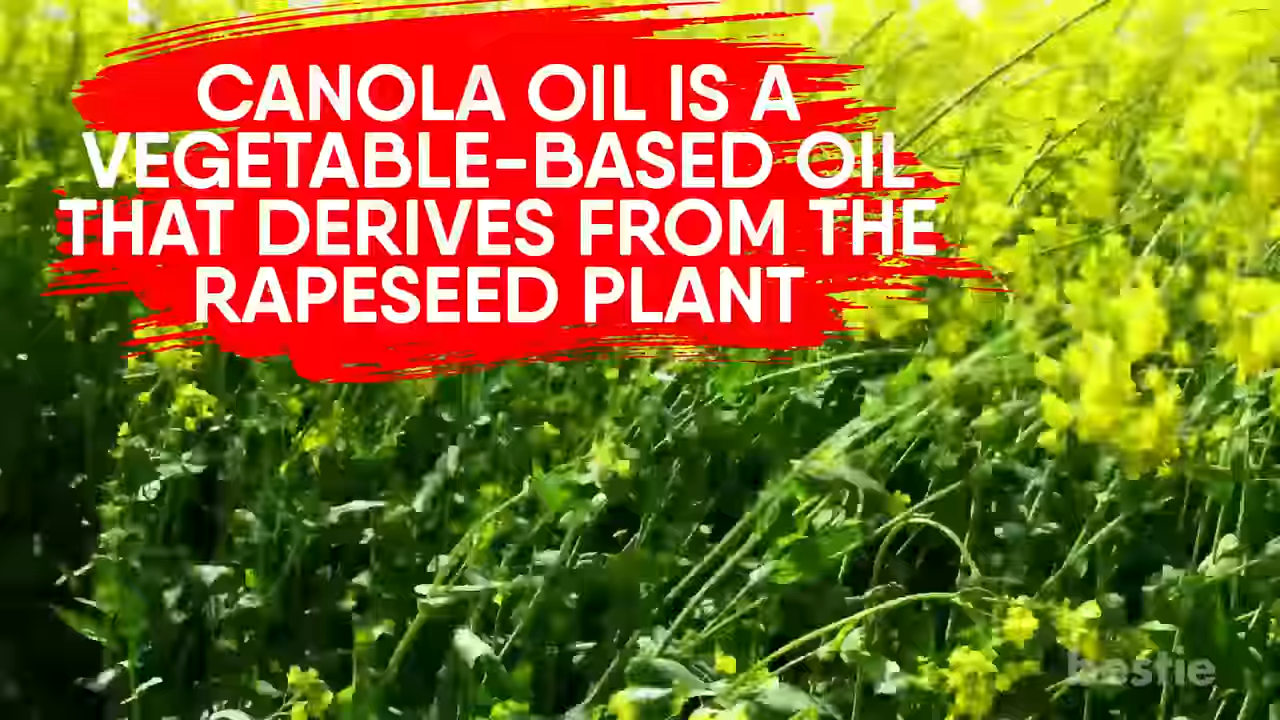 CANOLA OIL IS A
VEGETABLE-BASED OIL
THAT DERIVES FROM THE
RAPESEED PLANT
bestie